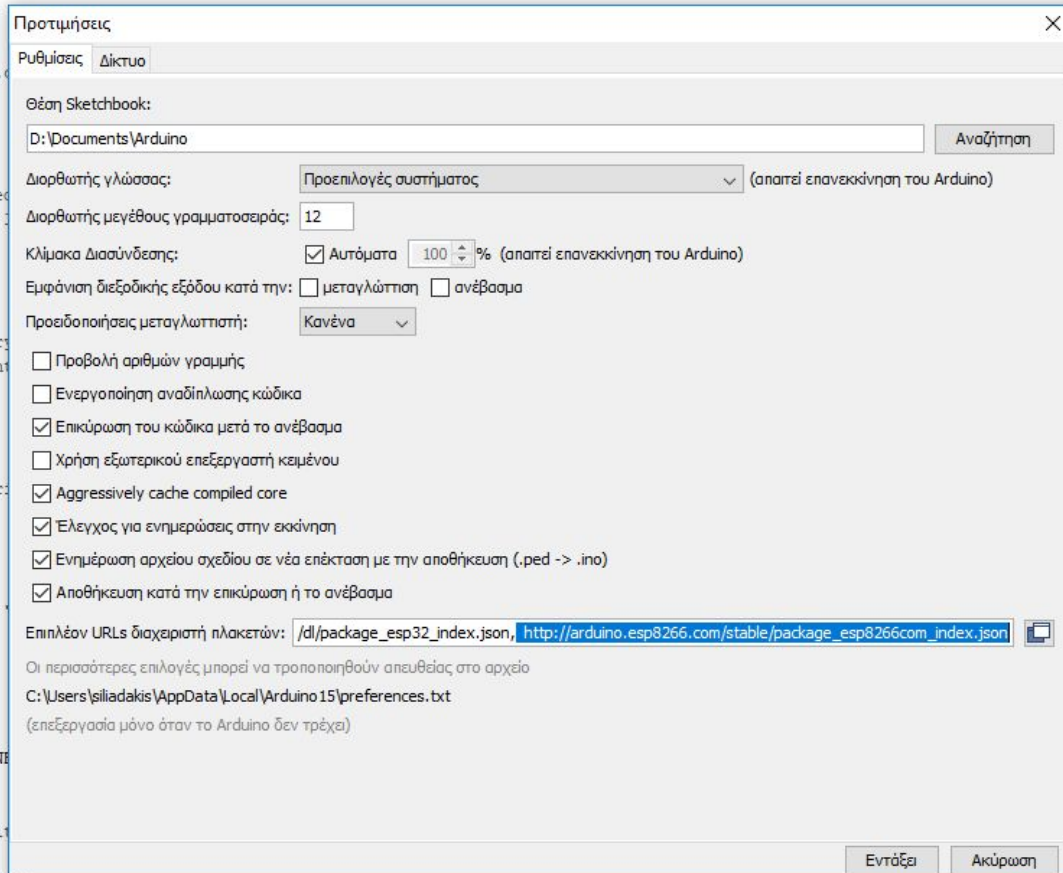 Προτιμήσεις
Ρυθμίσεις Δίκτυο
Θέση Sketchbook:
D:\Documents\Arduino Αναζήτηση
Διορθωτής γλώσσας: Προεπιλογές συστήματος (απαιτεί επανεκκίνηση του Arduino)
Διορθωτής μεγέθους γραμματοσειράς: 12
Κλίμακα Διασύνδεσης: Αυτόματα 100 % (απαιτεί επανεκκίνηση του Arduino)
Εμφάνιση διεξοδικής εξόδου κατά την: μεταγλώττιση ανέβασμα
Προειδοποιήσεις μεταγλωττιστή: Κανένα
Προβολή αριθμών γραμμής
Ενεργοποίηση αναδίπλωσης κώδικα
Επικύρωση του κώδικα μετά το ανέβασμα
Χρήση εξωτερικού επεξεργαστή κειμένου
Aggressively cache compiled core
Έλεγχος για ενημερώσεις στην εκκίνηση
Ενημέρωση αρχείου σχεδίου σε νέα επέκταση με την αποθήκευση (.ped -> .ino)
Αποθήκευση κατά την επικύρωση ή το ανέβασμα
Επιπλέον URLs διαχειριστή πλακετών: /dl/package_esp32_index.json, http://arduino.esp8266.com/stable/package_esp8266com_index.json
Οι περισσότερες επιλογές μπορεί να τροποποιηθούν απευθείας στο αρχείο
C:\Users\siliadakis\AppData\Local\Arduino15\preferences.txt
(επεξεργασία μόνο όταν το Arduino δεν τρέχει)
Εντάξει Ακύρωση